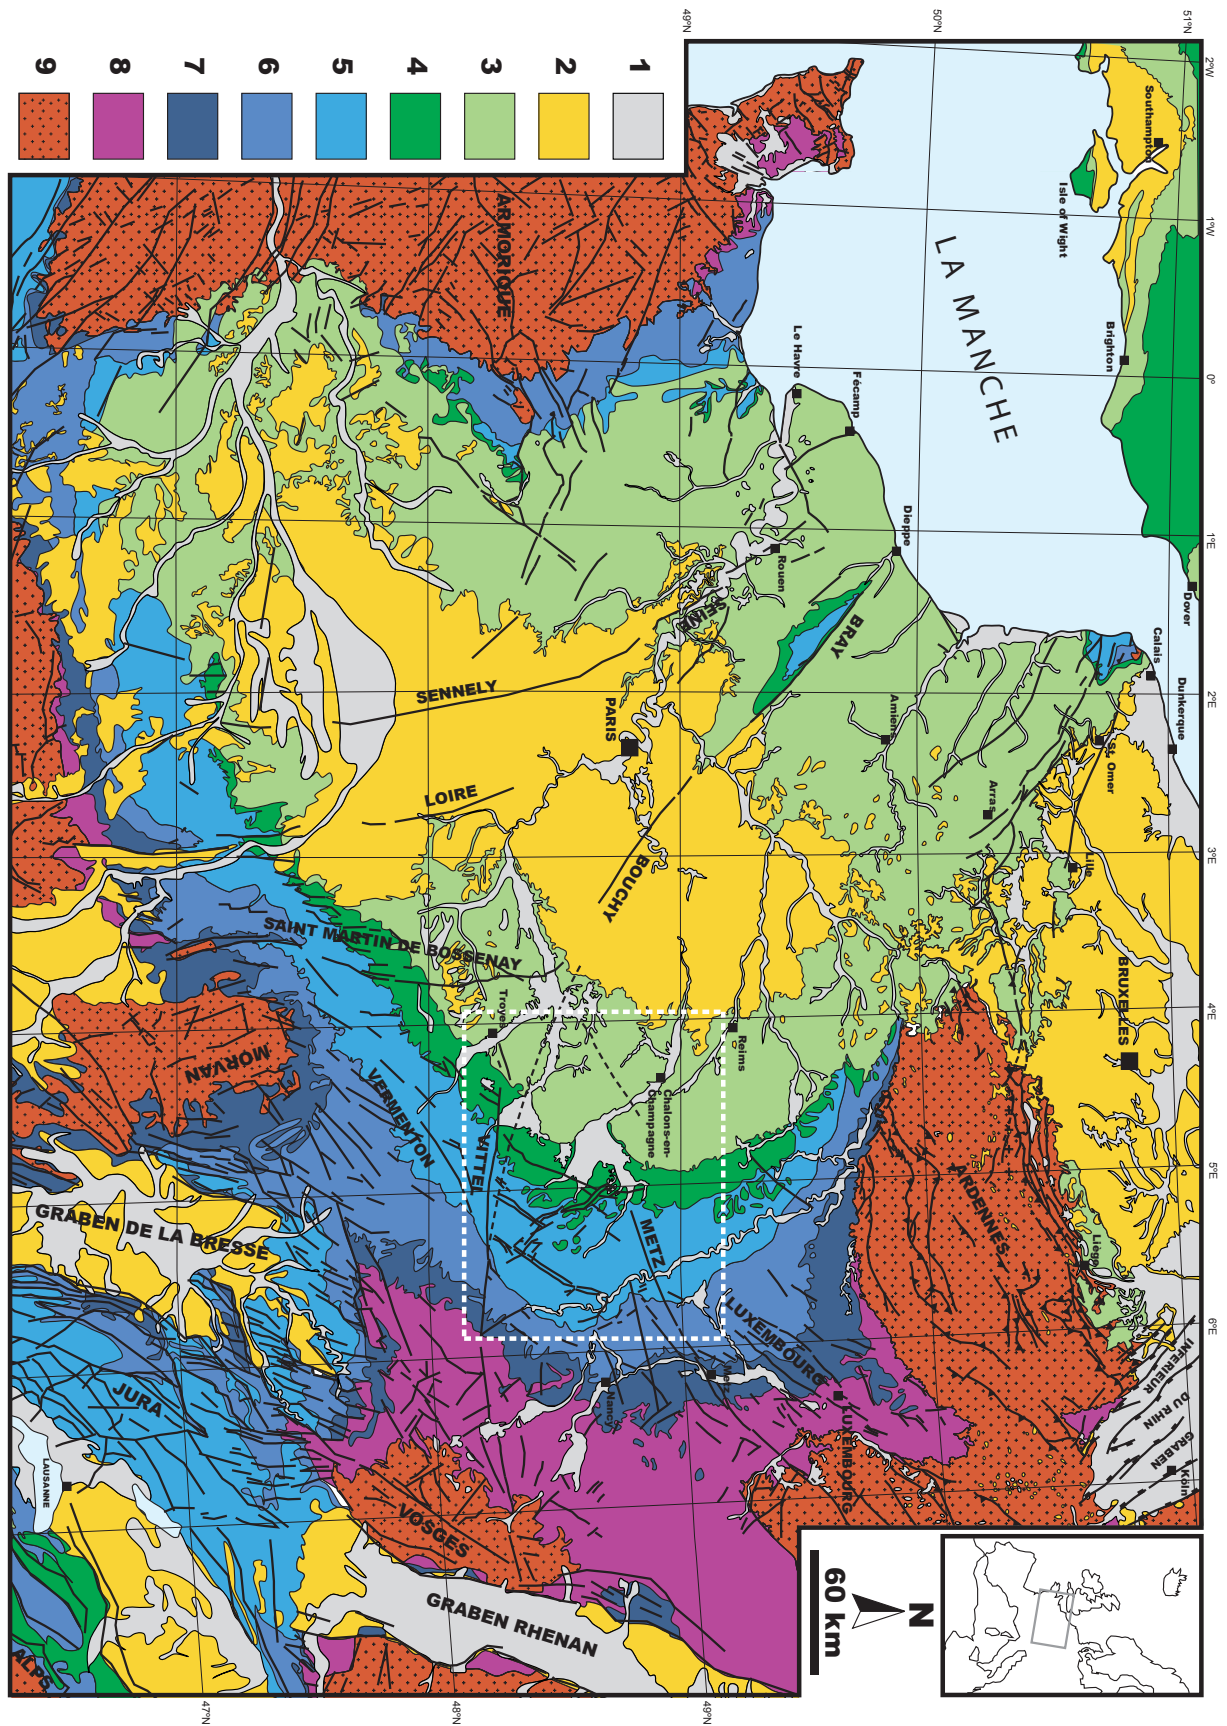 2°W
1°W
0°
1°E
2°E
3°E
4°E
5°E
6°E
51°N
50°N
49°N
49°N
48°N
47°N
Southampton
Isle of Wight
Brighton
Dover
LA MANCHE
Calais
Dunkerque
St. Omer
Lille
BRUXELLES
Liège
Köln
GRABEN
INFERIEUR
DU RHIN
Le Havre
Fécamp
Dieppe
Rouen
Amiens
Arras
BRAY
SEINE
ARDENNES
ARMORIQUE
PARIS
SENNELY
LOIRE
BOUCHY
Reims
Chalons-en-
Champagne
Troyes
SAINT MARTIN DE BOSSENAY
VITTEL
METZ
LUXEMBOURG
LUXEMBOURG
Metz
Nancy
VERMENTON
MORVAN
GRABEN DE LA BRESSE
JURA
LAUSANNE
VOSGES
GRABEN RHENAN
ALPS
1
2
3
4
5
6
7
8
9
N
60 km